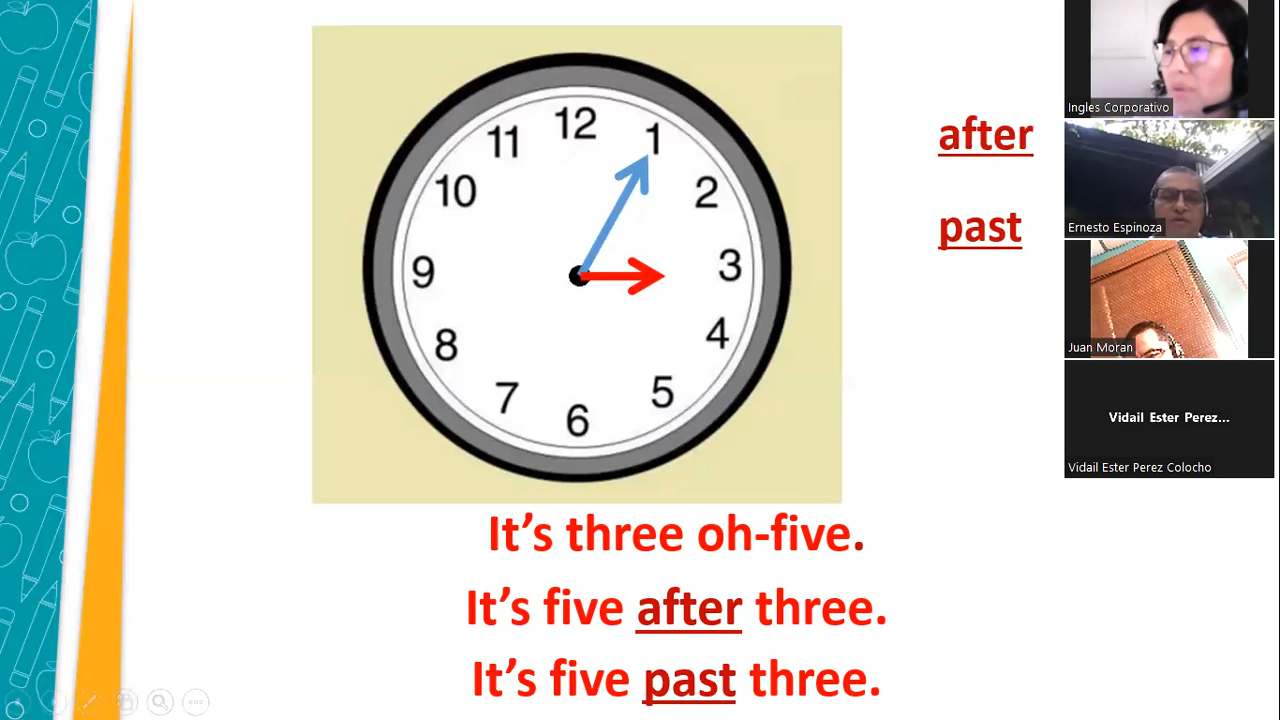 12
11
1
10
2
9
3
8
4
7
5
6
after
past
It's three oh-five.
It's five after three.
It's five past three.
Ingles Corporativo
Ernesto Espinoza
Juan Moran
Vidail Ester Perez...
Vidail Ester Perez Colocho